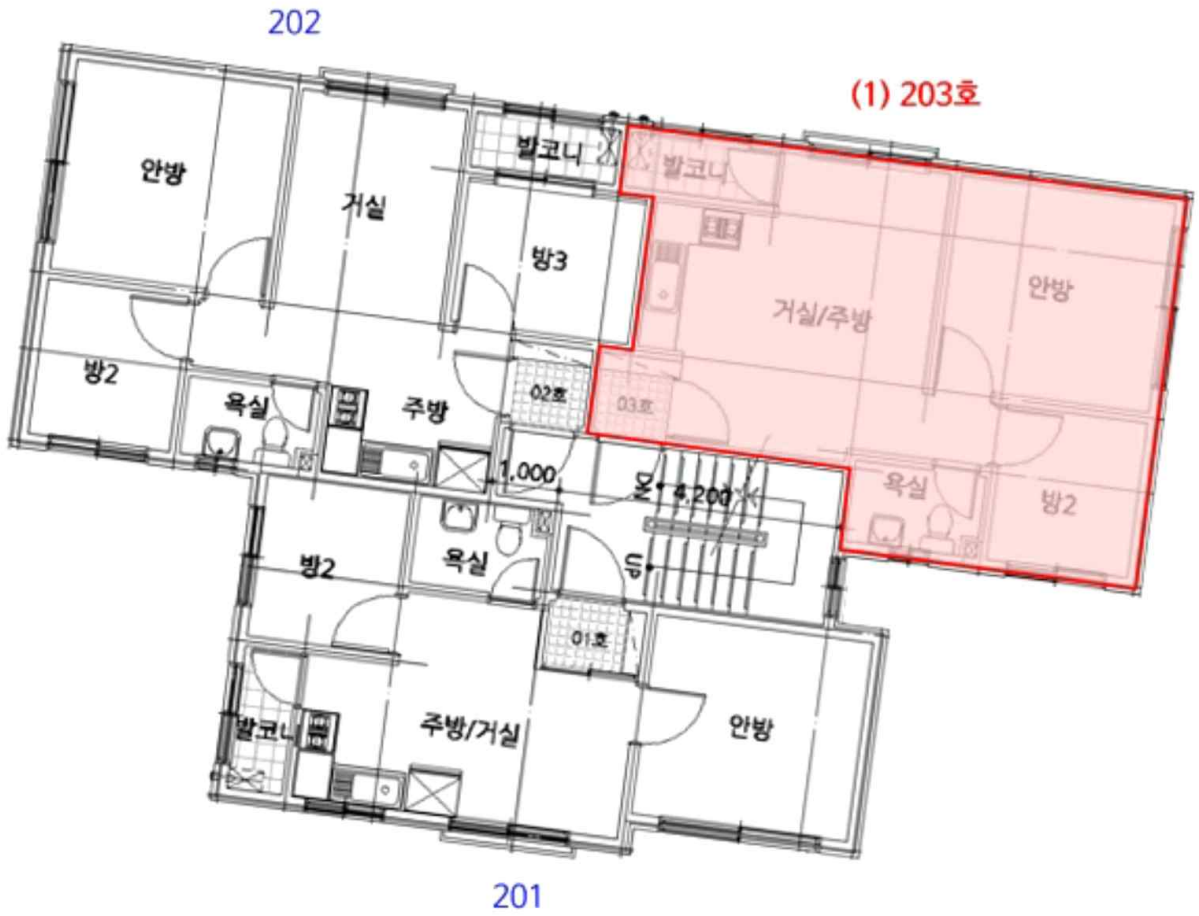 202
(1) 203호
발코니
발코니
안방
거실
방3
안방
거실/주방
방2
욕실
주방
02호
03호
1,000
DN
4,200
욕실
방2
방2
욕실
UP
01호
발코니
주방/거실
안방
201